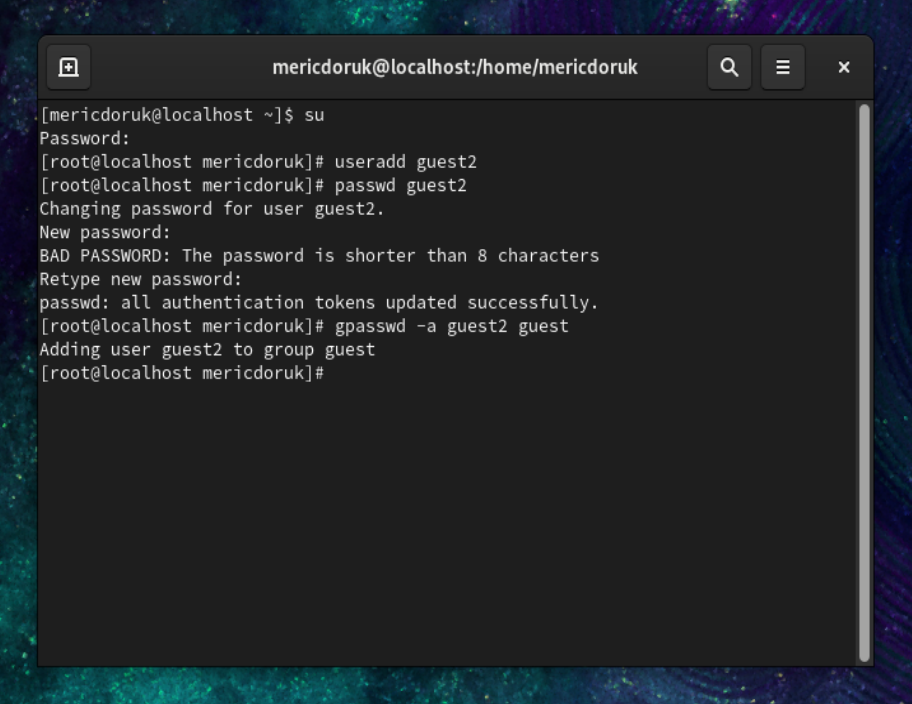 mericdoruk@localhost:/home/mericdoruk
[mericdoruk@localhost ~]$ su
Password:
[root@localhost mericdoruk]# useradd guest2
[root@localhost mericdoruk]# passwd guest2
Changing password for user guest2.
New password:
BAD PASSWORD: The password is shorter than 8 characters
Retype new password:
passwd: all authentication tokens updated successfully.
[root@localhost mericdoruk]# gpasswd -a guest2 guest
Adding user guest2 to group guest
[root@localhost mericdoruk]#